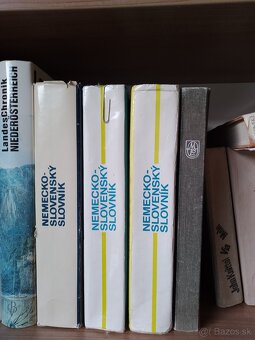 LandesChronik
NIEDERÖSTERREICH
NEMECKO-
SLOVENSKÝ
SLOVNÍK
NEMECKO-
SLOVENSKÝ
SLOVNÍK
NEMECKO-
SLOVENSKÝ
SLOVNÍK
© Bazos.sk